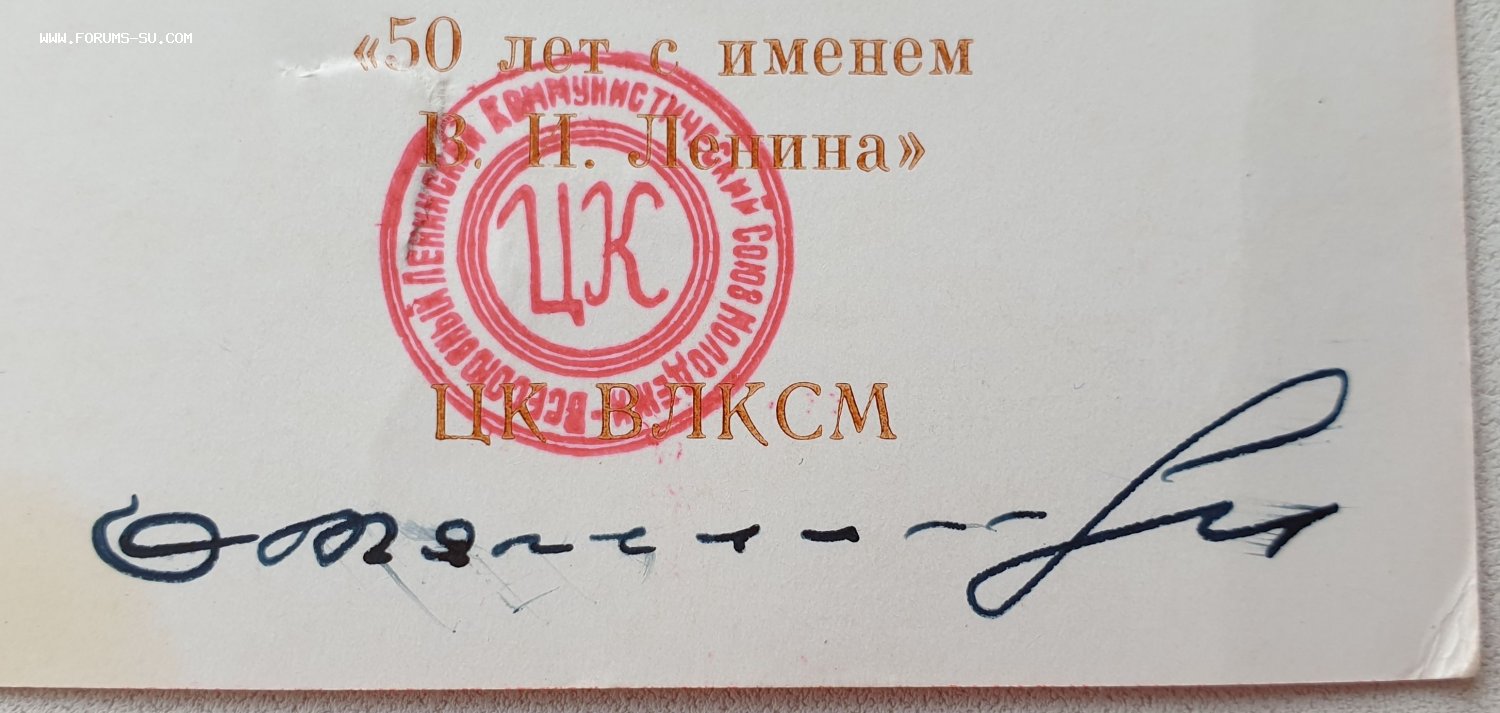 WWW.FORUMS-SU.COM
«50 лет с именем
В. И. Ленина»
ВСЕСОЮЗНЫЙ ЛЕНИНСКИЙ КОММУНИСТИЧЕСКИЙ СОЮЗ МОЛОДЕЖИ
ЦК
ЦК ВЛКСМ